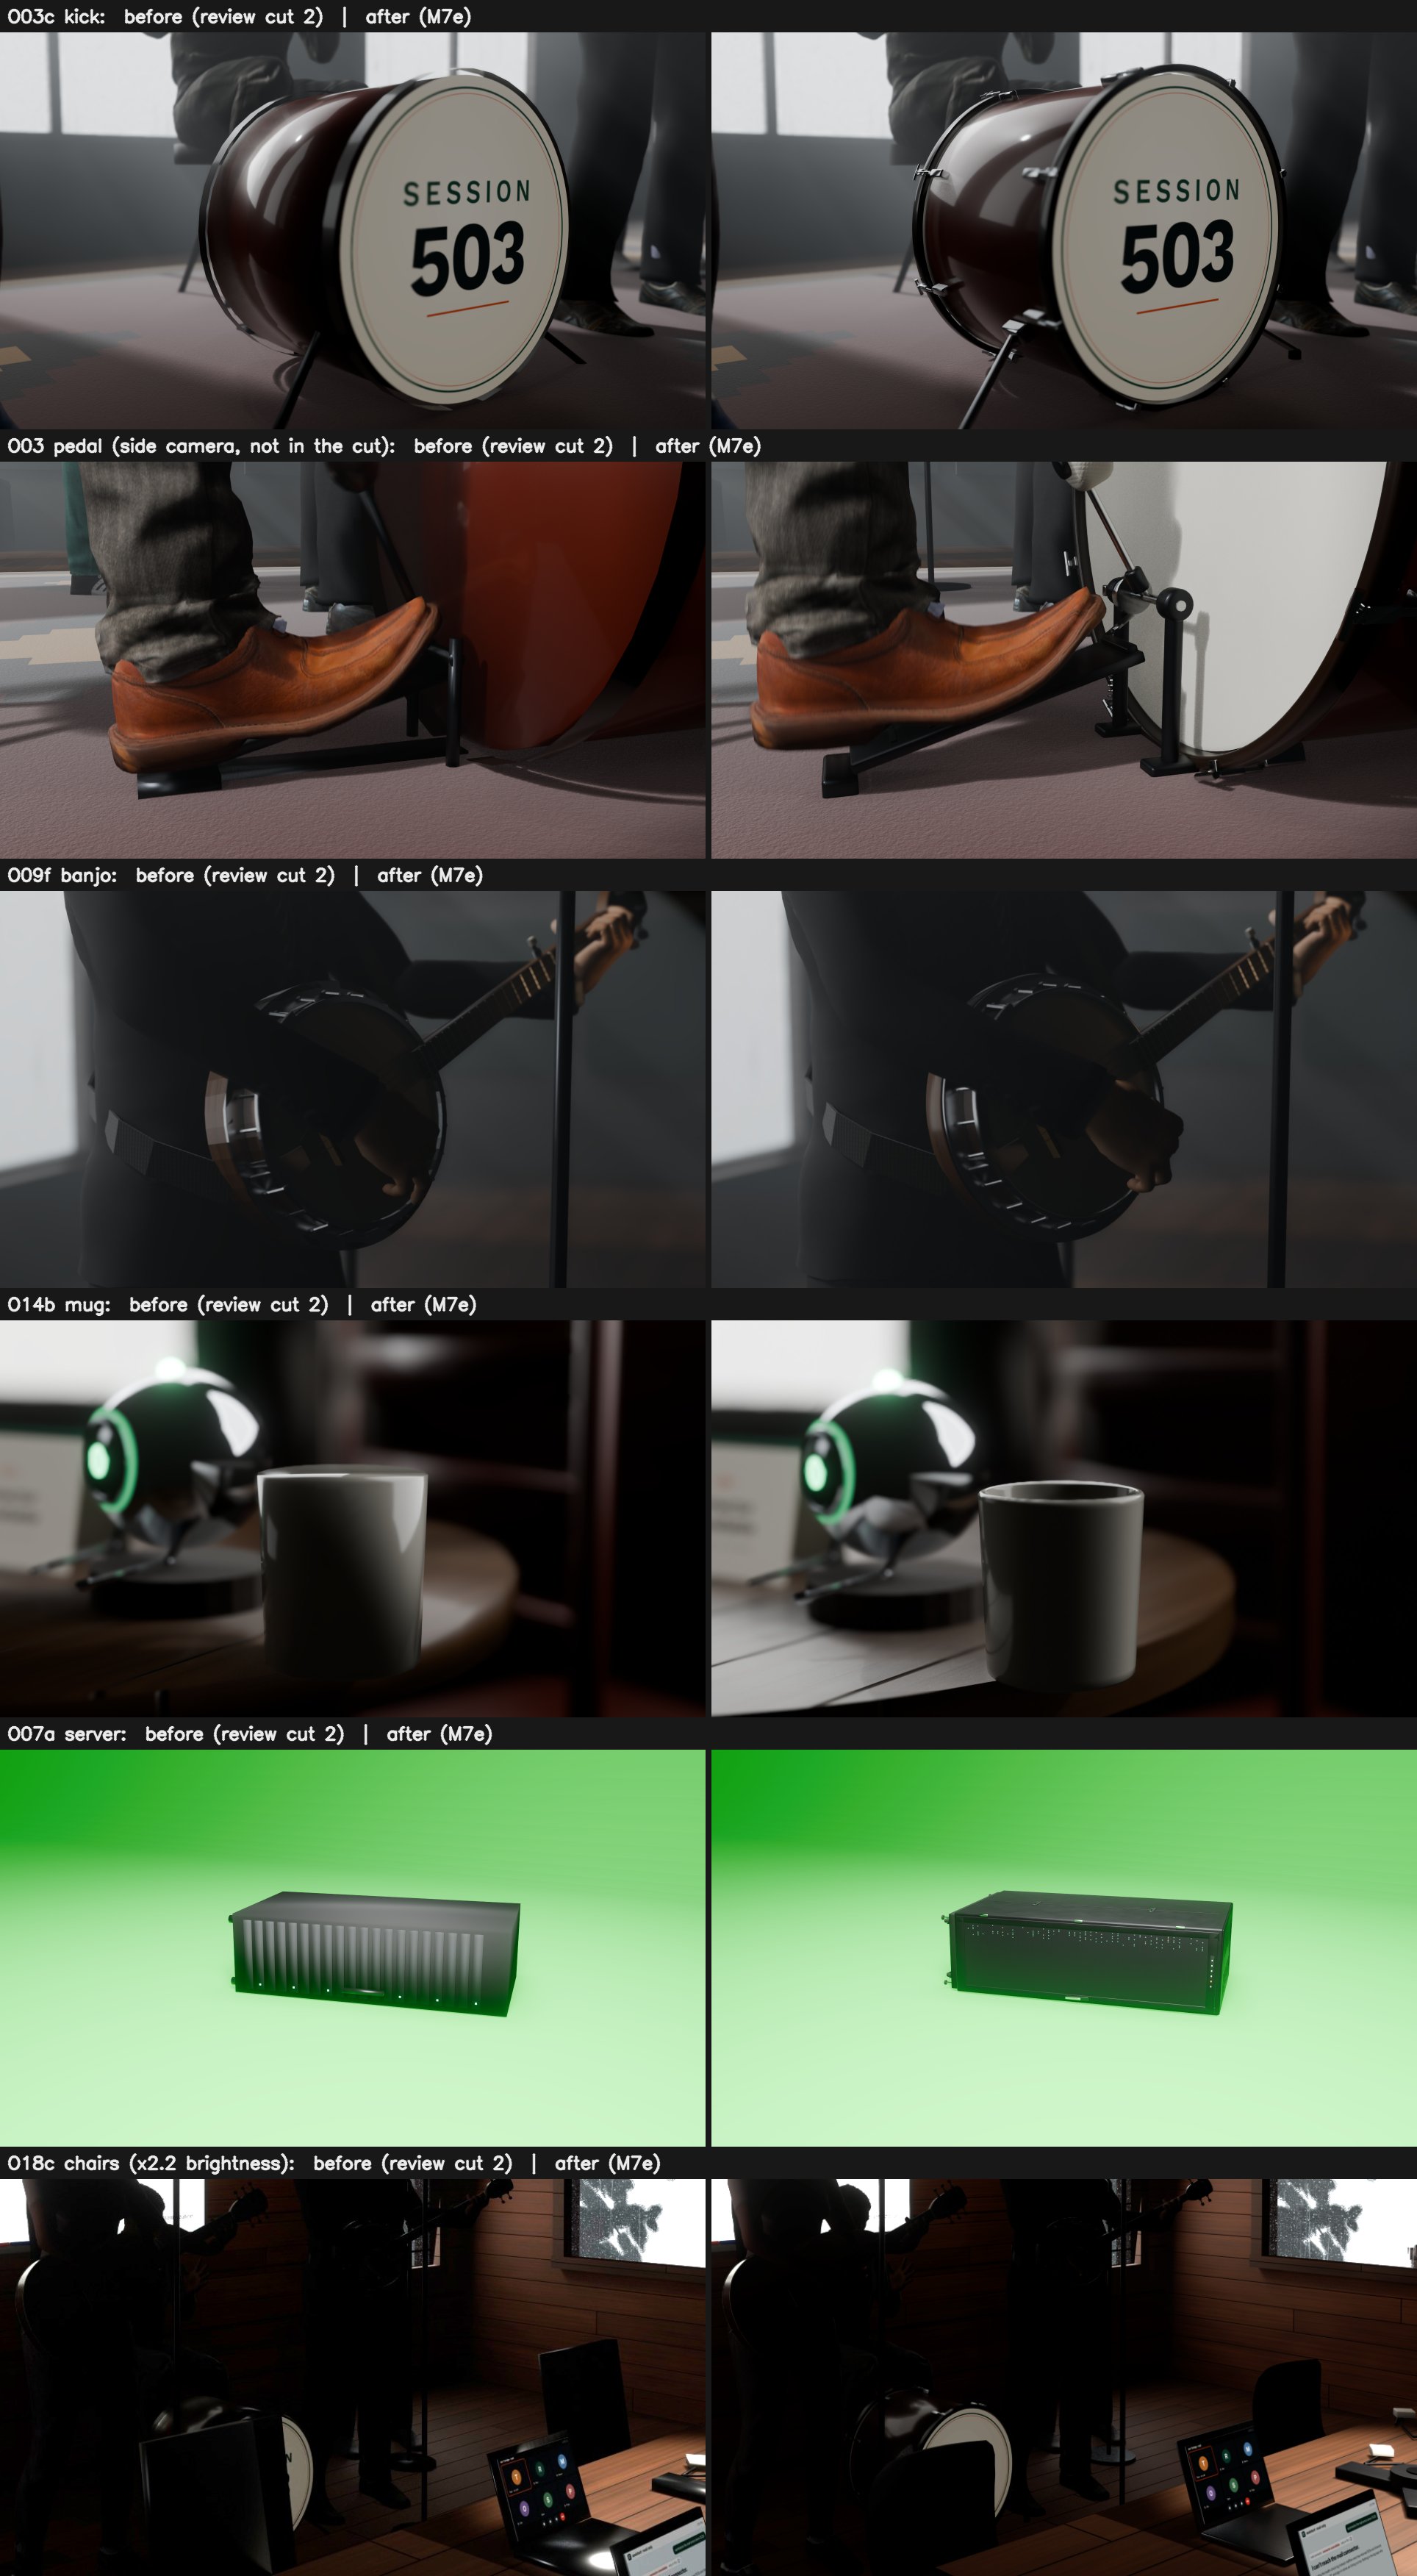 003c kick: before (review cut 2) | after (M7e)
SESSION
503
SESSION
503
003 pedal (side camera, not in the cut): before (review cut 2) | after (M7e)
009f banjo: before (review cut 2) | after (M7e)
014b mug: before (review cut 2) | after (M7e)
007a server: before (review cut 2) | after (M7e)
018c chairs (x2.2 brightness): before (review cut 2) | after (M7e)